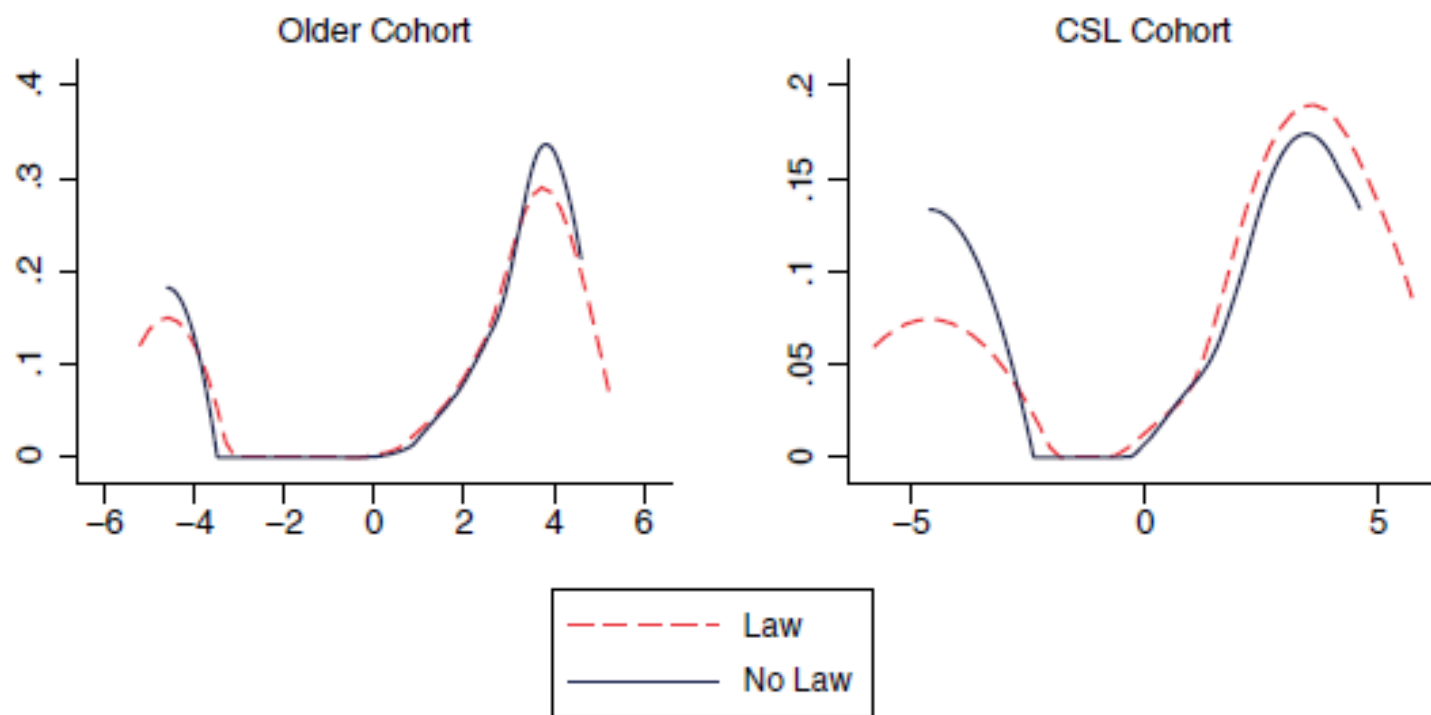 Older Cohort
.4
.3
.2
.1
0
–6 –4 –2 0 2 4 6
CSL Cohort
.2
.15
.1
.05
0
–5 0 5
Law
No Law